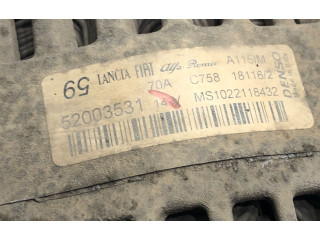 59 LANCIA FIAT Alfa Romeo A115IM
70A C758 18116/2
52003531 14V MS1022118432
DENSO